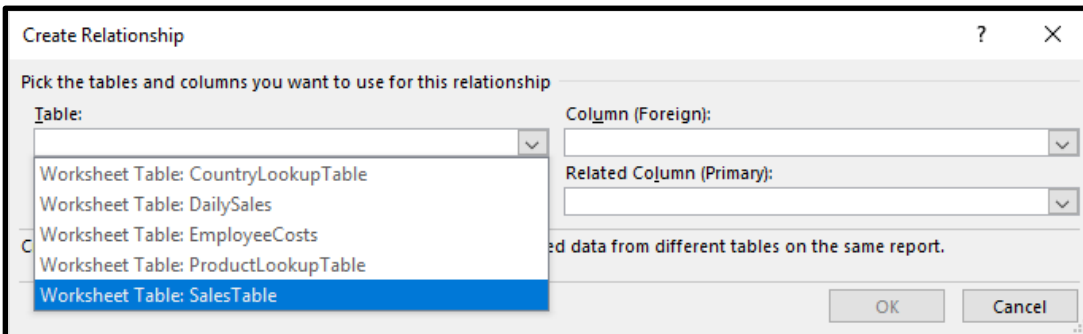 Create Relationship ? ×
Pick the tables and columns you want to use for this relationship
Table: Column (Foreign):
Worksheet Table: CountryLookupTable
Related Column (Primary):
Worksheet Table: DailySales
Worksheet Table: EmployeeCosts
C ed data from different tables on the same report.
Worksheet Table: ProductLookupTable
Worksheet Table: SalesTable
OK Cancel